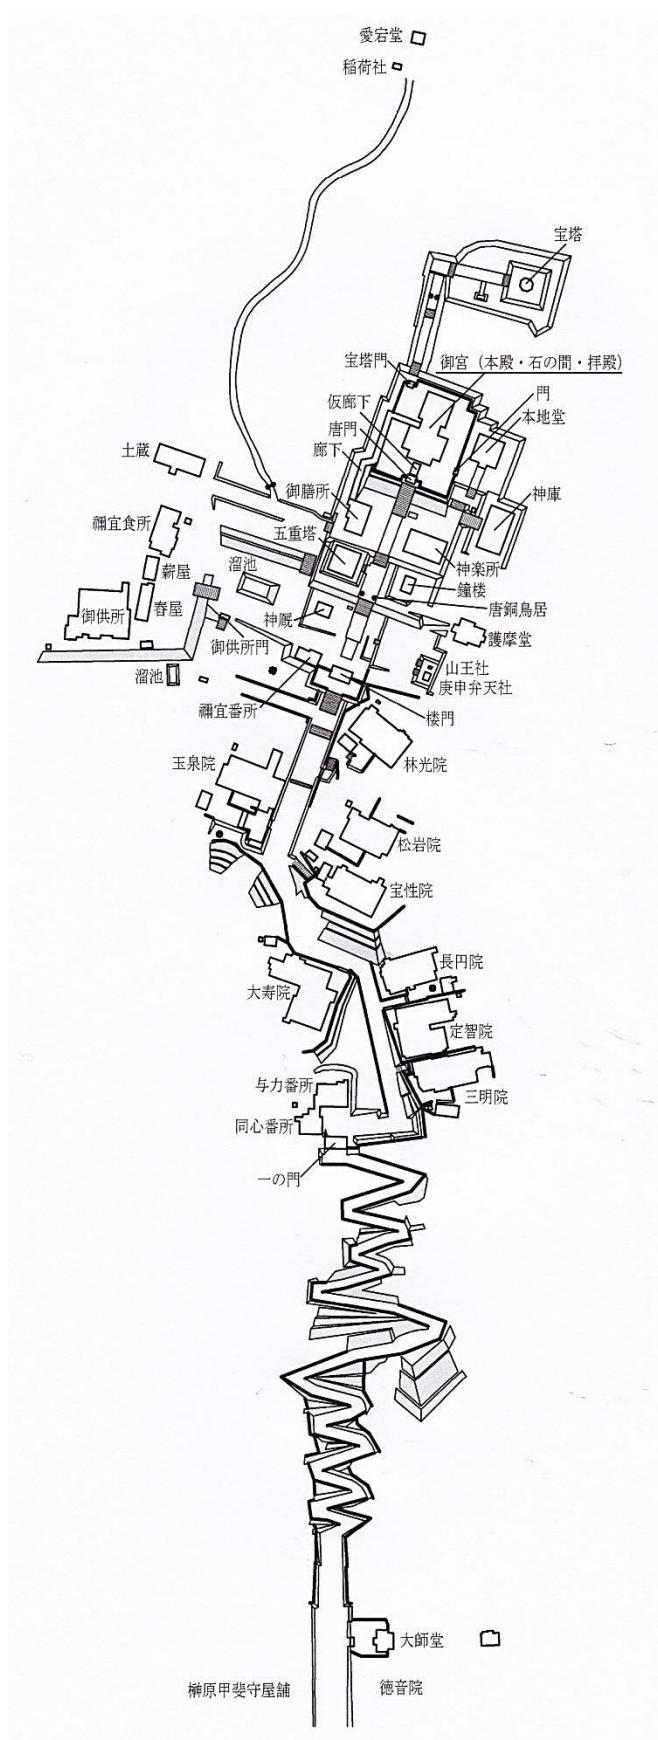 愛宕堂
稲荷社
宝塔
宝塔門
御宮（本殿・石の間・拝殿）
仮廊下
門
唐門
本地堂
廊下
土蔵
御膳所
神庫
禰宜食所
五重塔
神楽所
薪屋
溜池
鐘楼
舂屋
唐銅鳥居
御供所
神厩
護摩堂
御供所門
山王社
溜池
庚申弁天社
禰宜番所
楼門
玉泉院
林光院
松岩院
宝性院
長円院
大寿院
定智院
与力番所
三明院
同心番所
一の門
大師堂
榊原甲斐守屋舗
徳音院